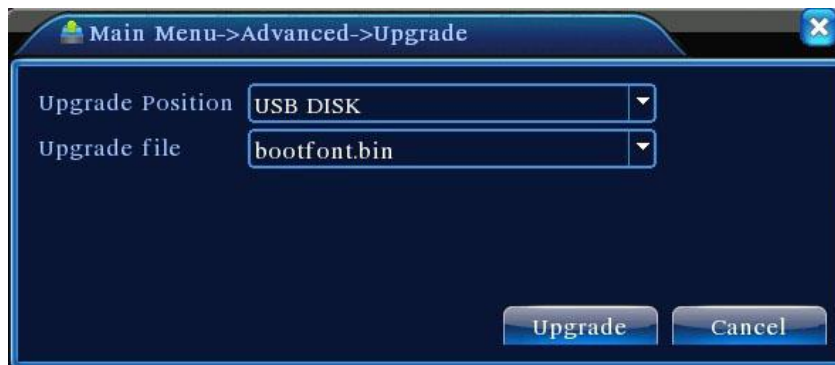 Main Menu->Advanced->Upgrade
Upgrade Position USB DISK
Upgrade file bootfont.bin
Upgrade Cancel